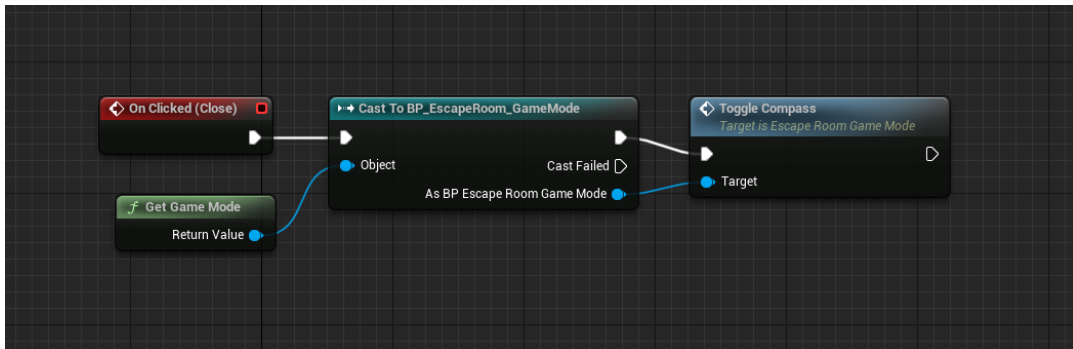 On Clicked (Close)
Cast To BP_EscapeRoom_GameMode
Object
Cast Failed
As BP Escape Room Game Mode
Toggle Compass
Target is Escape Room Game Mode
Target
f Get Game Mode
Return Value